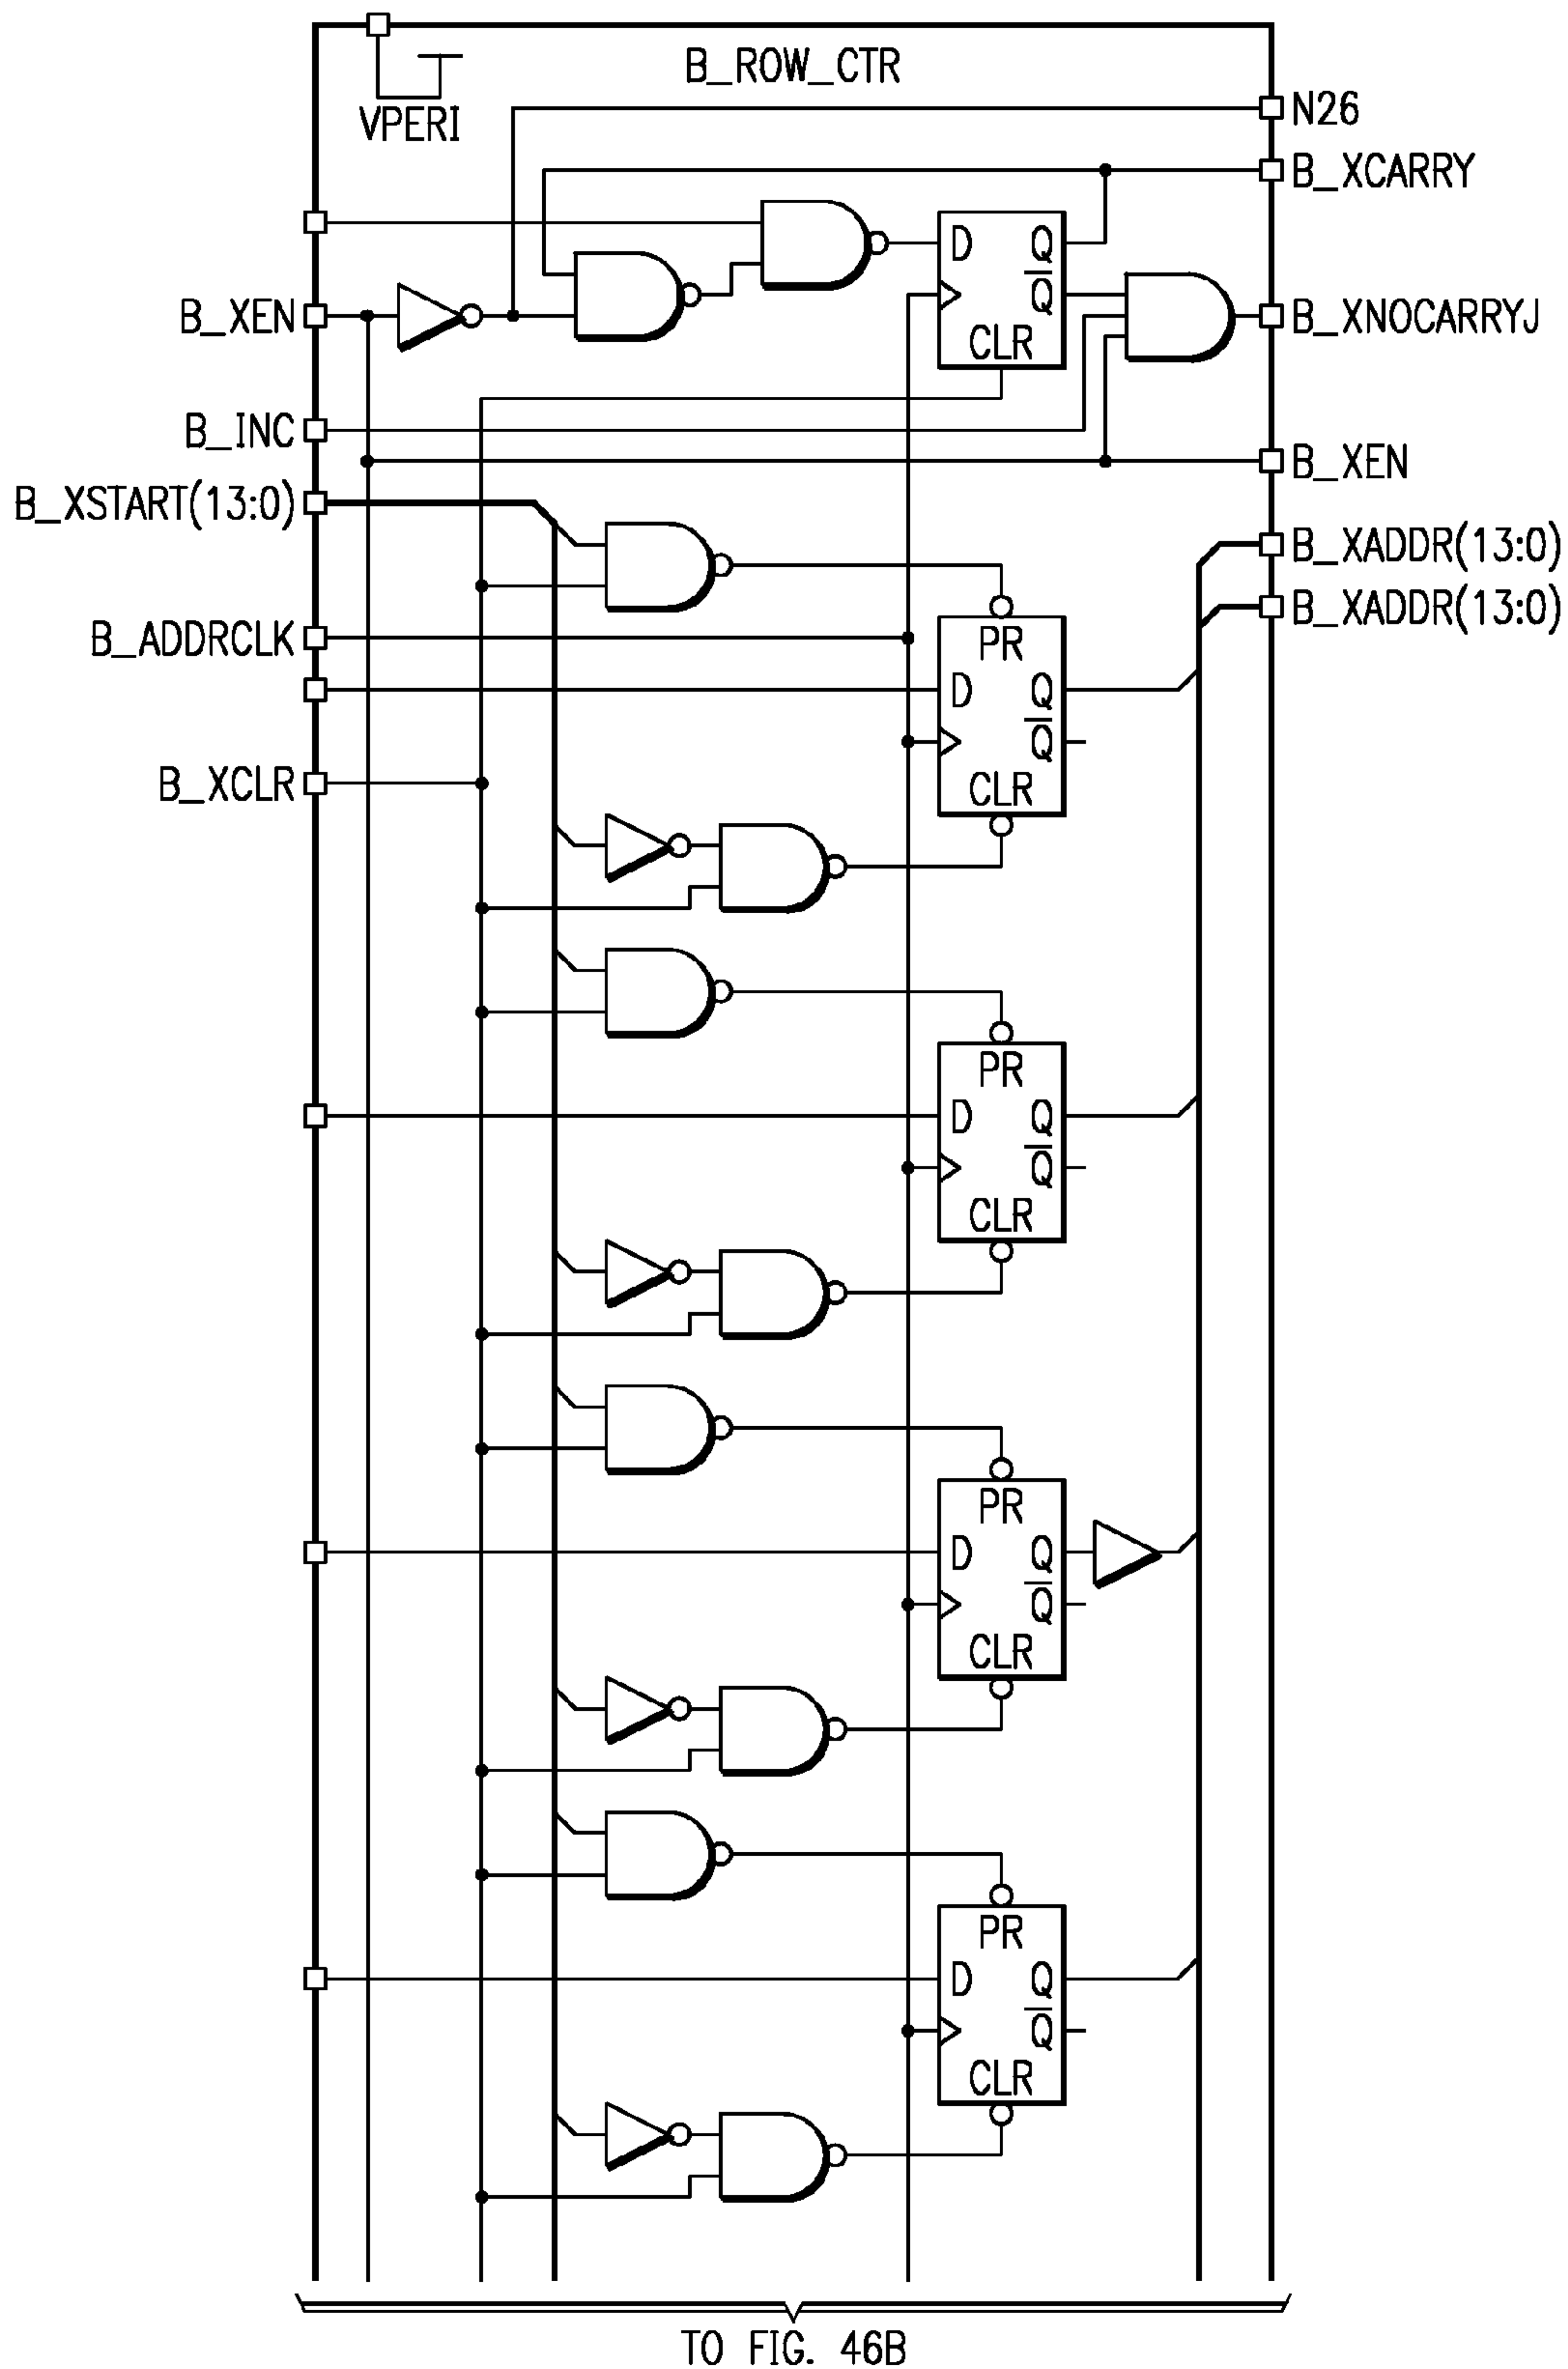 B_ROW_CTR
VPERI
N26
B_XCARRY
D Q
Q
CLR
B_XEN
B_XNOCARRYJ
B_INC
B_XEN
B_XSTART(13:0)
B_XADDR(13:0)
B_XADDR(13:0)
B_ADDRCLK
PR
D Q
Q
CLR
B_XCLR
PR
D Q
Q
CLR
PR
D Q
Q
CLR
PR
D Q
Q
CLR
TO FIG. 46B